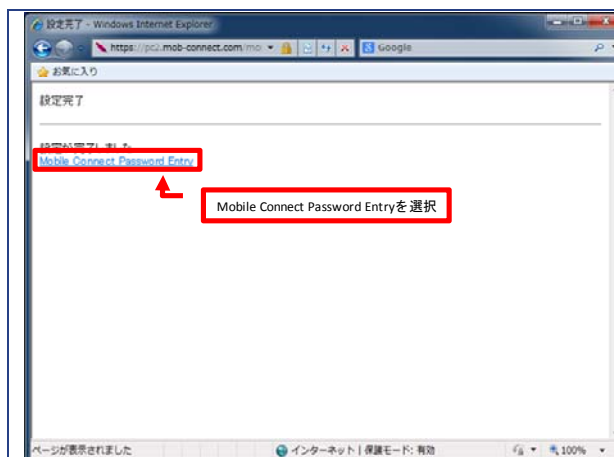 設定完了 - Windows Internet Explorer
https://pc2.mob-connect.com/mo
Google
お気に入り
設定完了
設定が完了しました
Mobile Connect Password Entry
Mobile Connect Password Entryを選択
ページが表示されました
インターネット | 保護モード: 有効
100%